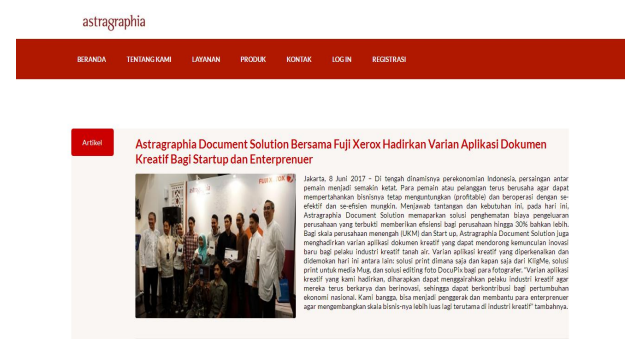 astragraphia
BERANDA TENTANG KAMI LAYANAN PRODUK KONTAK LOG IN REGISTRASI
Artikel
Astragraphia Document Solution Bersama Fuji Xerox Hadirkan Varian Aplikasi Dokumen
Kreatif Bagi Startup dan Enterprenuer
Jakarta, 8 Juni 2017 – Di tengah dinamisnya perekonomian Indonesia, persaingan antar
pemain menjadi semakin ketat. Para pemain atau pelanggan terus berusaha agar dapat
mempertahankan bisnisnya tetap menguntungkan (profitable) dan beroperasi dengan se-
efektif dan se-efisien mungkin. Menjawab tantangan dan kebutuhan ini, pada hari ini,
Astragraphia Document Solution memaparkan solusi penghematan biaya pengeluaran
perusahaan yang terbukti memberikan efisiensi bagi perusahaan hingga 30% bahkan lebih.
Bagi skala perusahaan menengah (UKM) dan Start up, Astragraphia Document Solution juga
menghadirkan varian aplikasi dokumen kreatif yang dapat mendorong kemunculan inovasi
baru bagi pelaku industri kreatif tanah air. Varian aplikasi kreatif yang diperkenalkan dan
didemokan hari ini antara lain: solusi print dimana saja dan kapan saja dari KligMe, solusi
print untuk media Mug, dan solusi editing foto DocuPix bagi para fotografer. "Varian aplikasi
kreatif yang kami hadirkan, diharapkan dapat menggairahkan pelaku industri kreatif agar
mereka terus berkarya dan berinovasi, sehingga dapat berkontribusi bagi pertumbuhan
ekonomi nasional. Kami bangga, bisa menjadi penggerak dan membantu para enterprenuer
agar mengembangkan skala bisnis-nya lebih luas lagi terutama di industri kreatif" tambahnya.